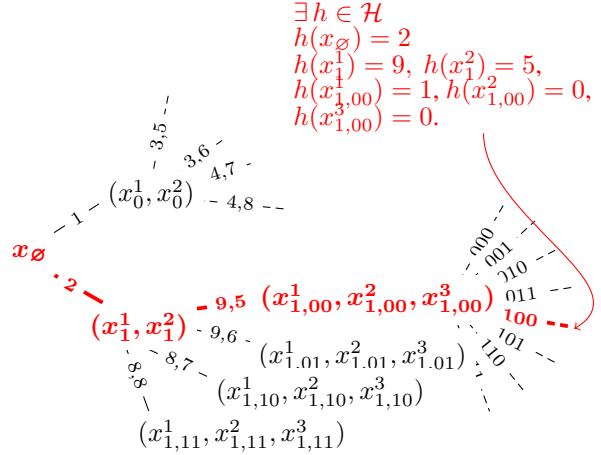 ∃ h ∈ ℋ
h(x_∅) = 2
h(x_1^1) = 9, h(x_1^2) = 5,
h(x_{1,00}^1) = 1, h(x_{1,00}^2) = 0,
h(x_{1,00}^3) = 0.
3,5
3,6
4,7
4,8
(x_0^1, x_0^2)
1
x_∅
2
(x_1^1, x_1^2)
9,5
(x_{1,00}^1, x_{1,00}^2, x_{1,00}^3)
000
001
010
011
100
101
110
9,6
(x_{1,01}^1, x_{1,01}^2, x_{1,01}^3)
8,7
(x_{1,10}^1, x_{1,10}^2, x_{1,10}^3)
8,8
(x_{1,11}^1, x_{1,11}^2, x_{1,11}^3)